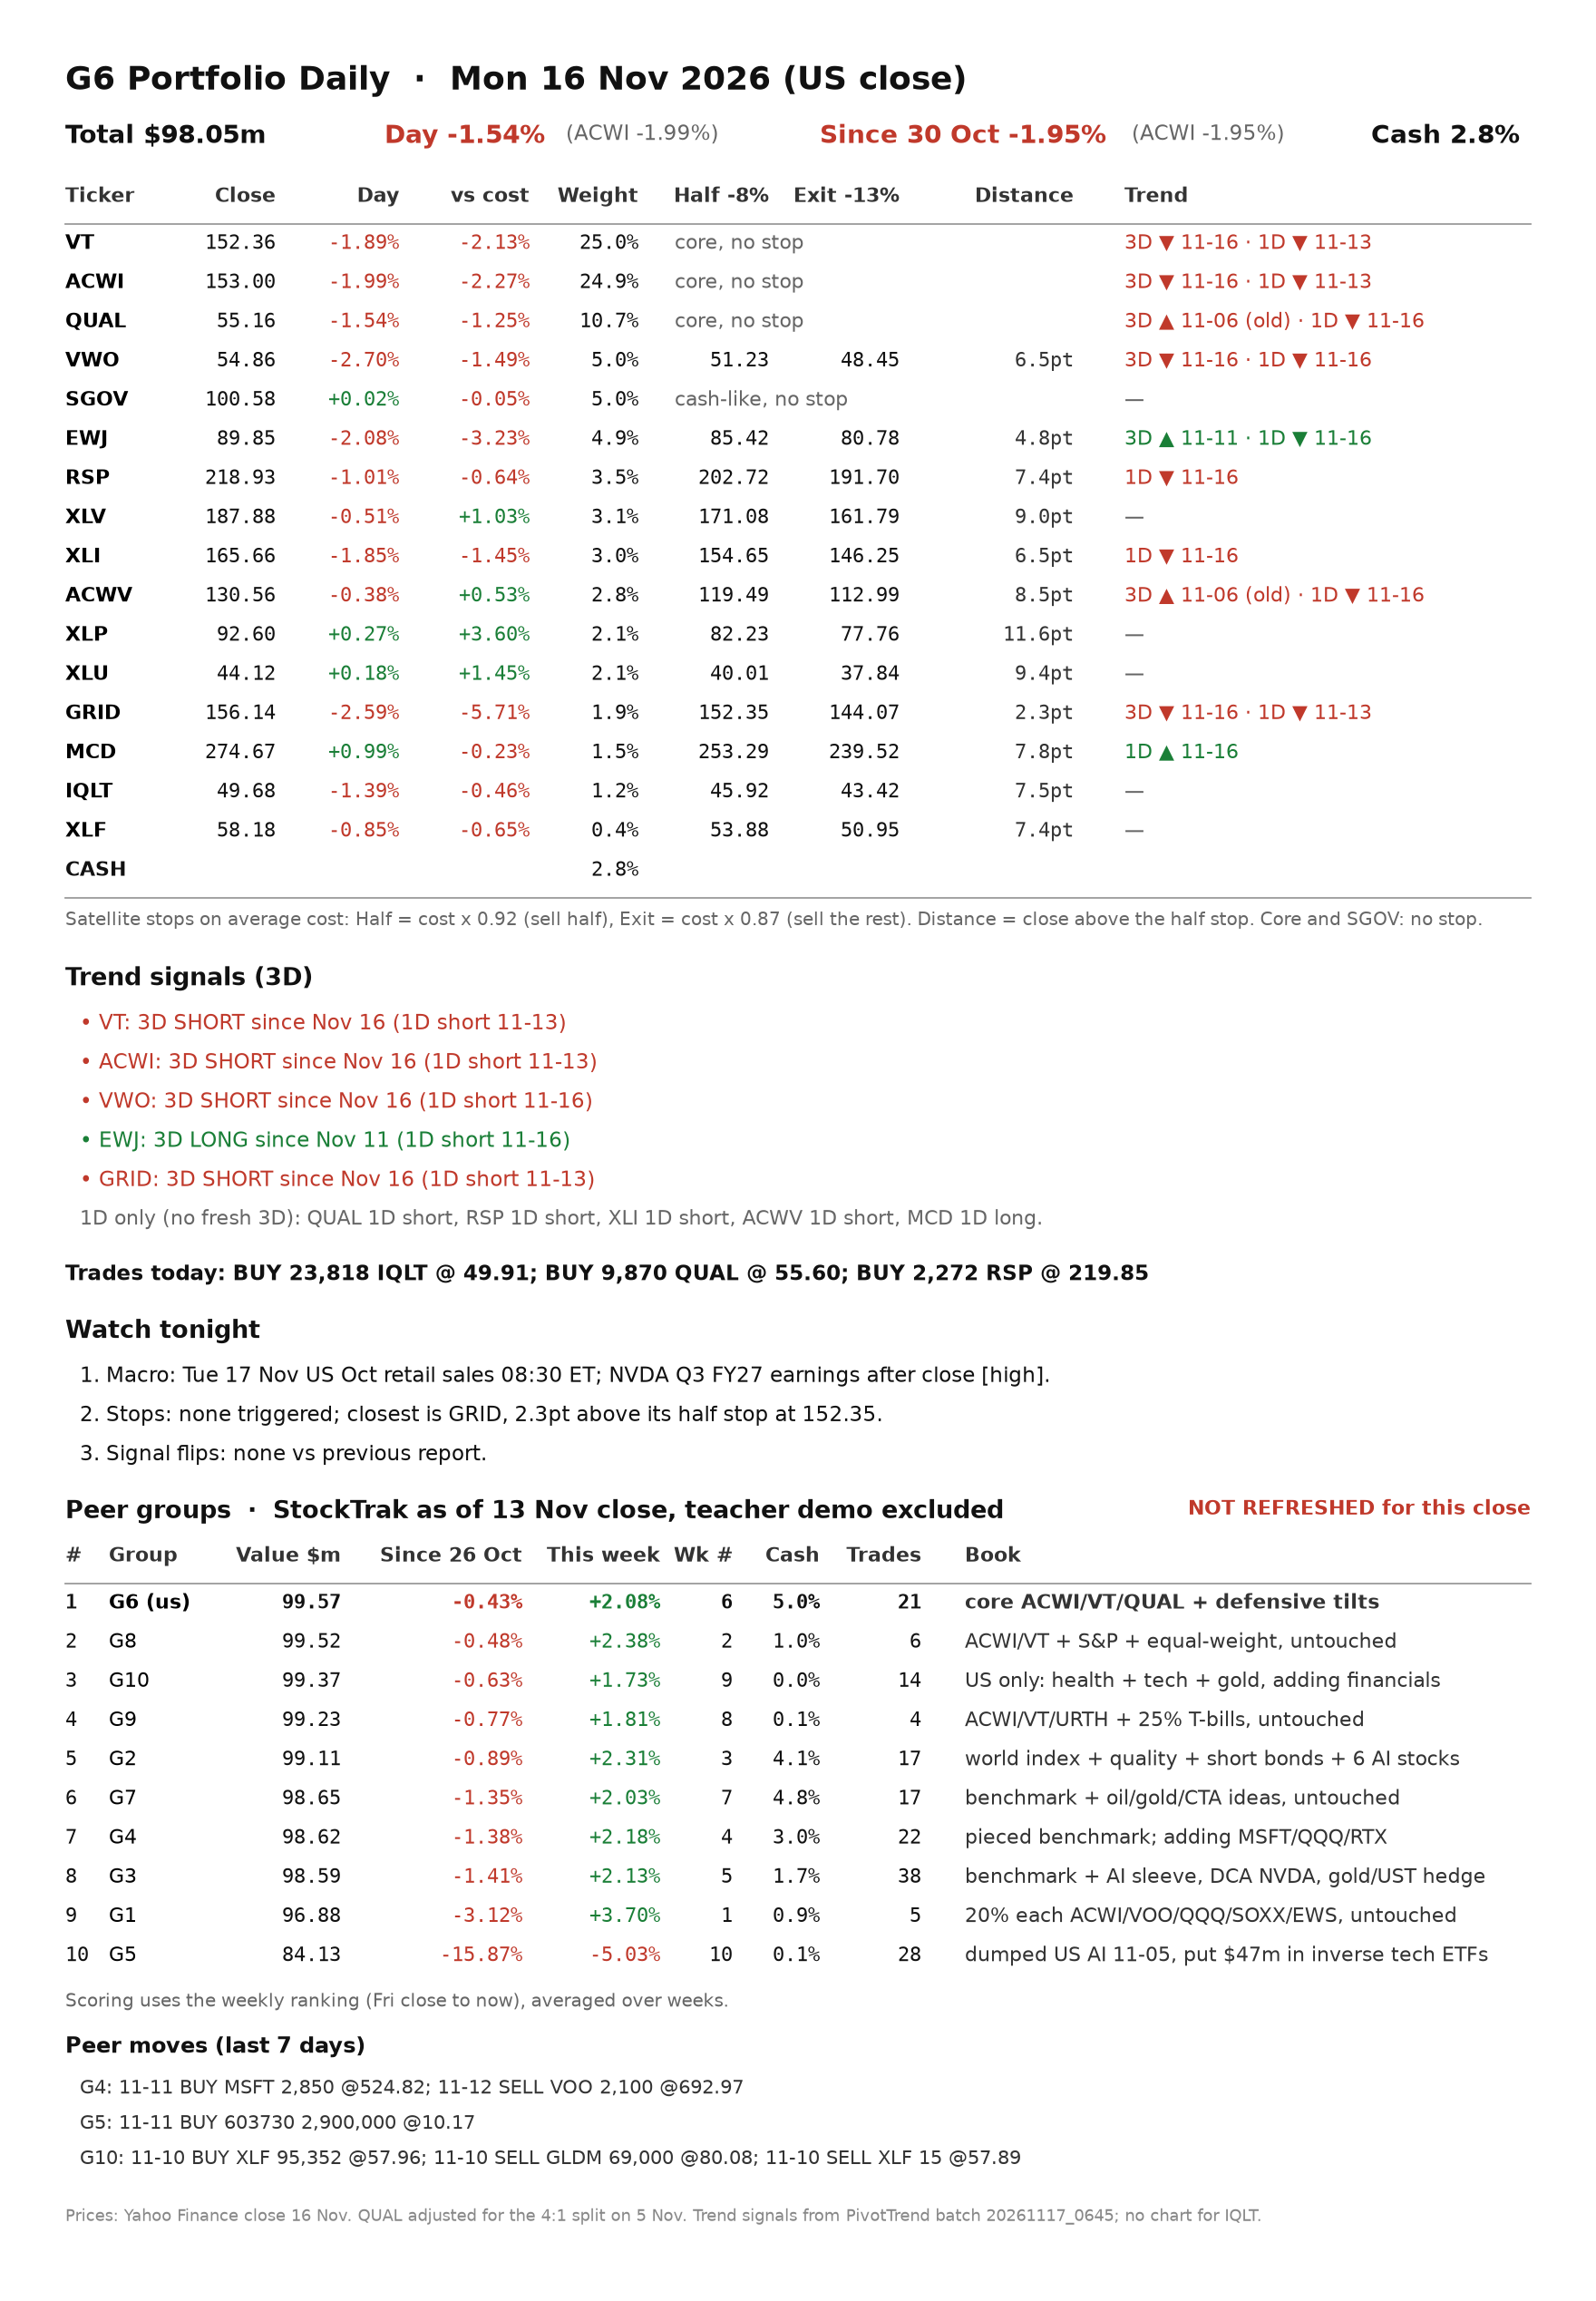 G6 Portfolio Daily · Mon 16 Nov 2026 (US close)
Total $98.05m Day -1.54% (ACWI -1.99%) Since 30 Oct -1.95% (ACWI -1.95%) Cash 2.8%
Ticker Close Day vs cost Weight Half -8% Exit -13% Distance Trend
VT 152.36 -1.89% -2.13% 25.0% core, no stop 3D ▼ 11-16 · 1D ▼ 11-13
ACWI 153.00 -1.99% -2.27% 24.9% core, no stop 3D ▼ 11-16 · 1D ▼ 11-13
QUAL 55.16 -1.54% -1.25% 10.7% core, no stop 3D ▲ 11-06 (old) · 1D ▼ 11-16
VWO 54.86 -2.70% -1.49% 5.0% 51.23 48.45 6.5pt 3D ▼ 11-16 · 1D ▼ 11-16
SGOV 100.58 +0.02% -0.05% 5.0% cash-like, no stop —
EWJ 89.85 -2.08% -3.23% 4.9% 85.42 80.78 4.8pt 3D ▲ 11-11 · 1D ▼ 11-16
RSP 218.93 -1.01% -0.64% 3.5% 202.72 191.70 7.4pt 1D ▼ 11-16
XLV 187.88 -0.51% +1.03% 3.1% 171.08 161.79 9.0pt —
XLI 165.66 -1.85% -1.45% 3.0% 154.65 146.25 6.5pt 1D ▼ 11-16
ACWV 130.56 -0.38% +0.53% 2.8% 119.49 112.99 8.5pt 3D ▲ 11-06 (old) · 1D ▼ 11-16
XLP 92.60 +0.27% +3.60% 2.1% 82.23 77.76 11.6pt —
XLU 44.12 +0.18% +1.45% 2.1% 40.01 37.84 9.4pt —
GRID 156.14 -2.59% -5.71% 1.9% 152.35 144.07 2.3pt 3D ▼ 11-16 · 1D ▼ 11-13
MCD 274.67 +0.99% -0.23% 1.5% 253.29 239.52 7.8pt 1D ▲ 11-16
IQLT 49.68 -1.39% -0.46% 1.2% 45.92 43.42 7.5pt —
XLF 58.18 -0.85% -0.65% 0.4% 53.88 50.95 7.4pt —
CASH 2.8%
Satellite stops on average cost: Half = cost x 0.92 (sell half), Exit = cost x 0.87 (sell the rest). Distance = close above the half stop. Core and SGOV: no stop.
Trend signals (3D)
• VT: 3D SHORT since Nov 16 (1D short 11-13)
• ACWI: 3D SHORT since Nov 16 (1D short 11-13)
• VWO: 3D SHORT since Nov 16 (1D short 11-16)
• EWJ: 3D LONG since Nov 11 (1D short 11-16)
• GRID: 3D SHORT since Nov 16 (1D short 11-13)
1D only (no fresh 3D): QUAL 1D short, RSP 1D short, XLI 1D short, ACWV 1D short, MCD 1D long.
Trades today: BUY 23,818 IQLT @ 49.91; BUY 9,870 QUAL @ 55.60; BUY 2,272 RSP @ 219.85
Watch tonight
1. Macro: Tue 17 Nov US Oct retail sales 08:30 ET; NVDA Q3 FY27 earnings after close [high].
2. Stops: none triggered; closest is GRID, 2.3pt above its half stop at 152.35.
3. Signal flips: none vs previous report.
Peer groups · StockTrak as of 13 Nov close, teacher demo excluded NOT REFRESHED for this close
# Group Value $m Since 26 Oct This week Wk # Cash Trades Book
1 G6 (us) 99.57 -0.43% +2.08% 6 5.0% 21 core ACWI/VT/QUAL + defensive tilts
2 G8 99.52 -0.48% +2.38% 2 1.0% 6 ACWI/VT + S&P + equal-weight, untouched
3 G10 99.37 -0.63% +1.73% 9 0.0% 14 US only: health + tech + gold, adding financials
4 G9 99.23 -0.77% +1.81% 8 0.1% 4 ACWI/VT/URTH + 25% T-bills, untouched
5 G2 99.11 -0.89% +2.31% 3 4.1% 17 world index + quality + short bonds + 6 AI stocks
6 G7 98.65 -1.35% +2.03% 7 4.8% 17 benchmark + oil/gold/CTA ideas, untouched
7 G4 98.62 -1.38% +2.18% 4 3.0% 22 pieced benchmark; adding MSFT/QQQ/RTX
8 G3 98.59 -1.41% +2.13% 5 1.7% 38 benchmark + AI sleeve, DCA NVDA, gold/UST hedge
9 G1 96.88 -3.12% +3.70% 1 0.9% 5 20% each ACWI/VOO/QQQ/SOXX/EWS, untouched
10 G5 84.13 -15.87% -5.03% 10 0.1% 28 dumped US AI 11-05, put $47m in inverse tech ETFs
Scoring uses the weekly ranking (Fri close to now), averaged over weeks.
Peer moves (last 7 days)
G4: 11-11 BUY MSFT 2,850 @524.82; 11-12 SELL VOO 2,100 @692.97
G5: 11-11 BUY 603730 2,900,000 @10.17
G10: 11-10 BUY XLF 95,352 @57.96; 11-10 SELL GLDM 69,000 @80.08; 11-10 SELL XLF 15 @57.89
Prices: Yahoo Finance close 16 Nov. QUAL adjusted for the 4:1 split on 5 Nov. Trend signals from PivotTrend batch 20261117_0645; no chart for IQLT.